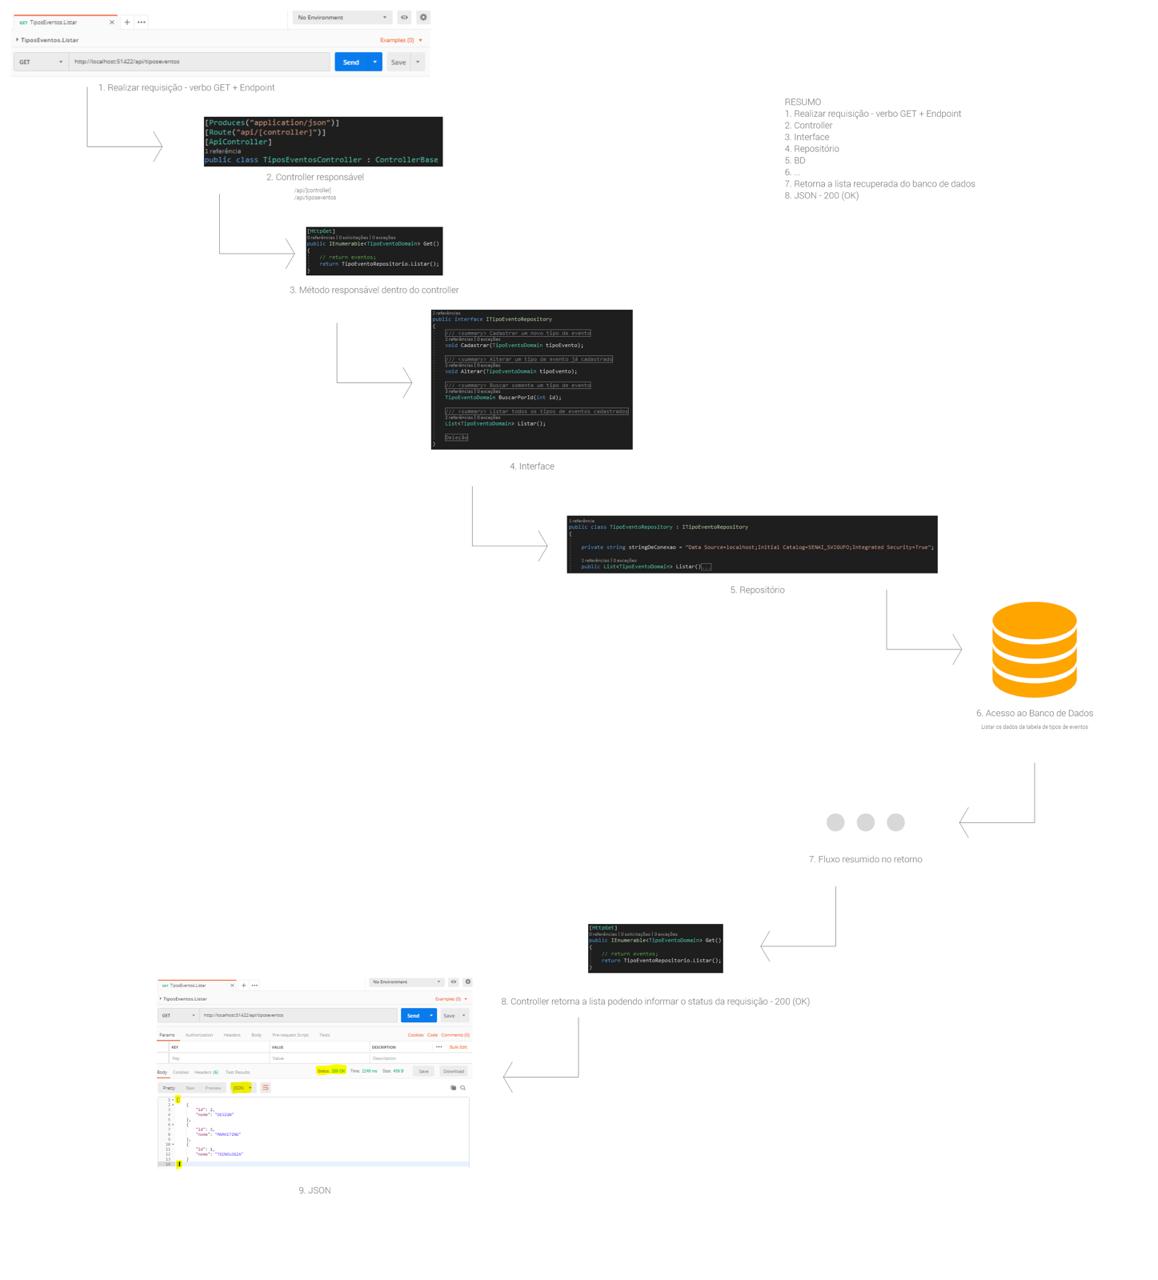 GET TiposEventos.Listar
No Environment
TiposEventos.Listar
Examples (0)
GET
http://localhost:51422/api/tiposeventos
Send
Save
1. Realizar requisição - verbo GET + Endpoint
[Produces("application/json")]
[Route("api/[controller]")]
[ApiController]
1 referência
public class TiposEventosController : ControllerBase
2. Controller responsável
/api/[controller]
/api/tiposeventos
RESUMO
1. Realizar requisição - verbo GET + Endpoint
2. Controller
3. Interface
4. Repositório
5. BD
6. ...
7. Retorna a lista recuperada do banco de dados
8. JSON - 200 (OK)
[HttpGet]
0 referências | 0 solicitações | 0 exceções
public IEnumerable<TipoEventoDomain> Get()
{
// return eventos;
return TipoEventoRepositorio.Listar();
}
3. Método responsável dentro do controller
2 referências
public interface ITipoEventoRepository
{
/// <summary> Cadastrar um novo tipo de evento
2 referências | 0 exceções
void Cadastrar(TipoEventoDomain tipoEvento);
/// <summary> Alterar um tipo de evento já cadastrado
2 referências | 0 exceções
void Alterar(TipoEventoDomain tipoEvento);
/// <summary> Buscar somente um tipo de evento
2 referências | 0 exceções
TipoEventoDomain BuscarPorId(int id);
/// <summary> Listar todos os tipos de eventos cadastrados
2 referências | 0 exceções
List<TipoEventoDomain> Listar();
Deleção
}
4. Interface
1 referência
public class TipoEventoRepository : ITipoEventoRepository
{
private string stringDeConexao = "Data Source=localhost;Initial Catalog=SENAI_SVIGUFO;Integrated Security=True";
2 referências | 0 exceções
public List<TipoEventoDomain> Listar()...
5. Repositório
6. Acesso ao Banco de Dados
Listar os dados da tabela de tipos de eventos
7. Fluxo resumido no retorno
[HttpGet]
0 referências | 0 solicitações | 0 exceções
public IEnumerable<TipoEventoDomain> Get()
{
// return eventos;
return TipoEventoRepositorio.Listar();
}
8. Controller retorna a lista podendo informar o status da requisição - 200 (OK)
GET TiposEventos.Listar
No Environment
TiposEventos.Listar
Examples (0)
GET
http://localhost:51422/api/tiposeventos
Send
Save
Params Authorization Headers Body Pre-request Script Tests
Cookies Code Comments (0)
KEY VALUE DESCRIPTION ••• Bulk Edit
Key Value Description
Body Cookies Headers (6) Test Results
Status: 200 OK Time: 2249 ms Size: 459 B Save Download
Pretty Raw Preview JSON
1 [
2 {
3 "id": 2,
4 "nome": "DESIGN"
5 },
6 {
7 "id": 3,
8 "nome": "MARKETING"
9 },
10 {
11 "id": 1,
12 "nome": "TECNOLOGIA"
13 }
14 ]
9. JSON